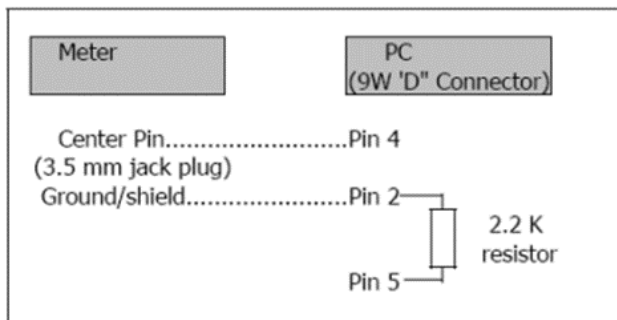 Meter
PC
(9W 'D" Connector)
Center Pin..........................Pin 4
(3.5 mm jack plug)
Ground/shield.......................Pin 2
2.2 K
resistor
Pin 5